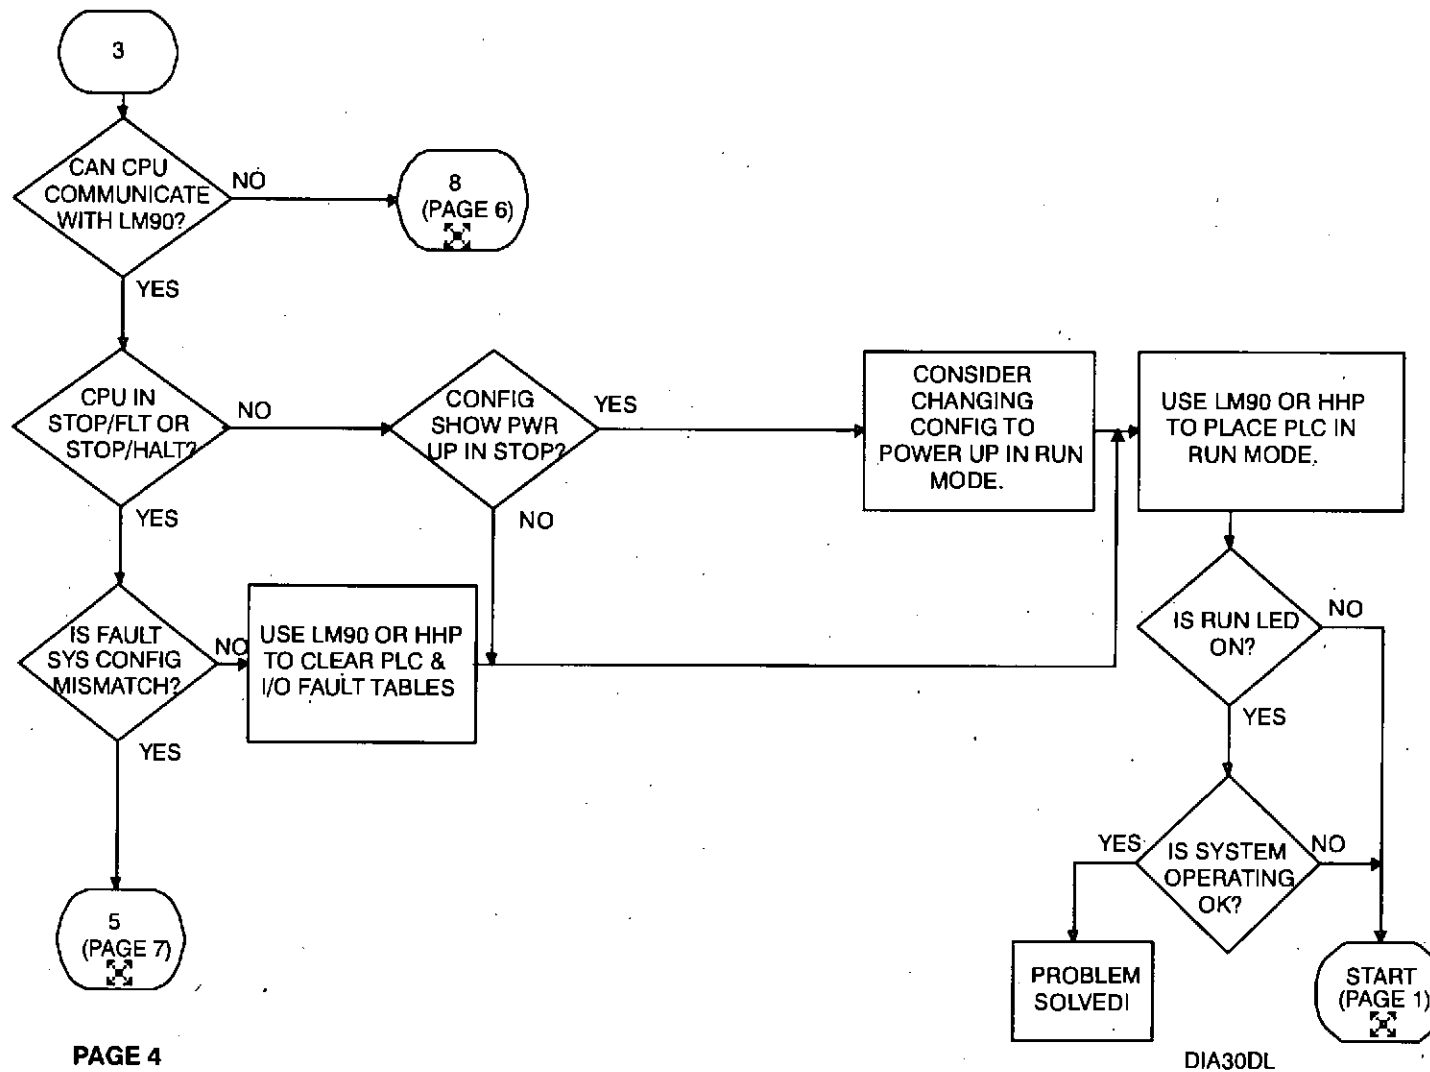 3
CAN CPU
COMMUNICATE
WITH LM90?
NO
8
(PAGE 6)
YES
CPU IN
STOP/FLT OR
STOP/HALT?
NO
CONFIG
SHOW PWR
UP IN STOP?
YES
CONSIDER
CHANGING
CONFIG TO
POWER UP IN RUN
MODE.
USE LM90 OR HHP
TO PLACE PLC IN
RUN MODE.
YES
NO
IS FAULT
SYS CONFIG
MISMATCH?
NO
USE LM90 OR HHP
TO CLEAR PLC &
I/O FAULT TABLES
IS RUN LED
ON?
NO
YES
YES
5
(PAGE 7)
IS SYSTEM
OPERATING
OK?
YES
NO
PROBLEM
SOLVED!
START
(PAGE 1)
PAGE 4
DIA30DL